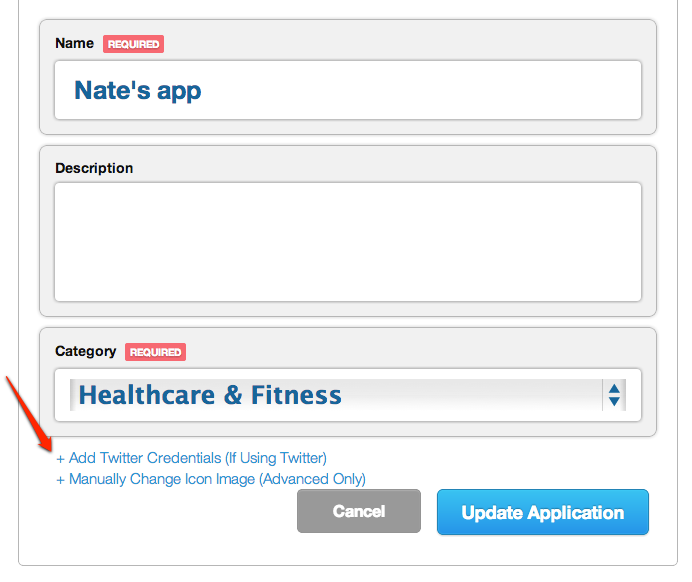 Name REQUIRED
Nate's app
Description
Category REQUIRED
Healthcare & Fitness
+ Add Twitter Credentials (If Using Twitter)
+ Manually Change Icon Image (Advanced Only)
Cancel Update Application